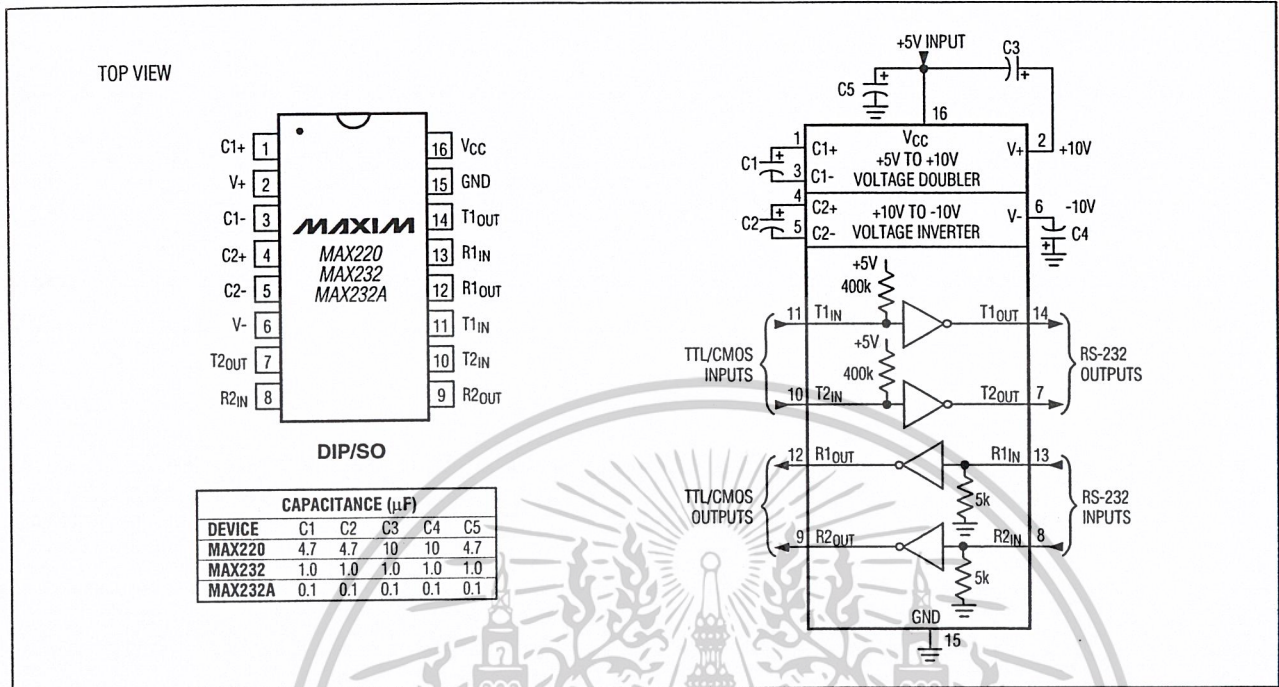 TOP VIEW
C1+ 1
V+ 2
C1- 3
C2+ 4
C2- 5
V- 6
T2OUT 7
R2IN 8
16 VCC
15 GND
14 T1OUT
13 R1IN
12 R1OUT
11 T1IN
10 T2IN
9 R2OUT
MAXIM
MAX220
MAX232
MAX232A
DIP/SO
CAPACITANCE (μF)
DEVICE C1 C2 C3 C4 C5
MAX220 4.7 4.7 10 10 4.7
MAX232 1.0 1.0 1.0 1.0 1.0
MAX232A 0.1 0.1 0.1 0.1 0.1
+5V INPUT
C3
+
C5
+
16
VCC
+5V TO +10V
VOLTAGE DOUBLER
1
C1+
C1
+
3
C1-
V+
2
+10V
4
C2+
C2
+
5
C2-
+10V TO -10V
VOLTAGE INVERTER
V-
6
-10V
C4
+
+5V
400k
11 T1IN
T1OUT 14
+5V
400k
TTL/CMOS
INPUTS
10 T2IN
T2OUT 7
RS-232
OUTPUTS
12 R1OUT
R1IN 13
5k
TTL/CMOS
OUTPUTS
9 R2OUT
R2IN 8
5k
RS-232
INPUTS
GND
15